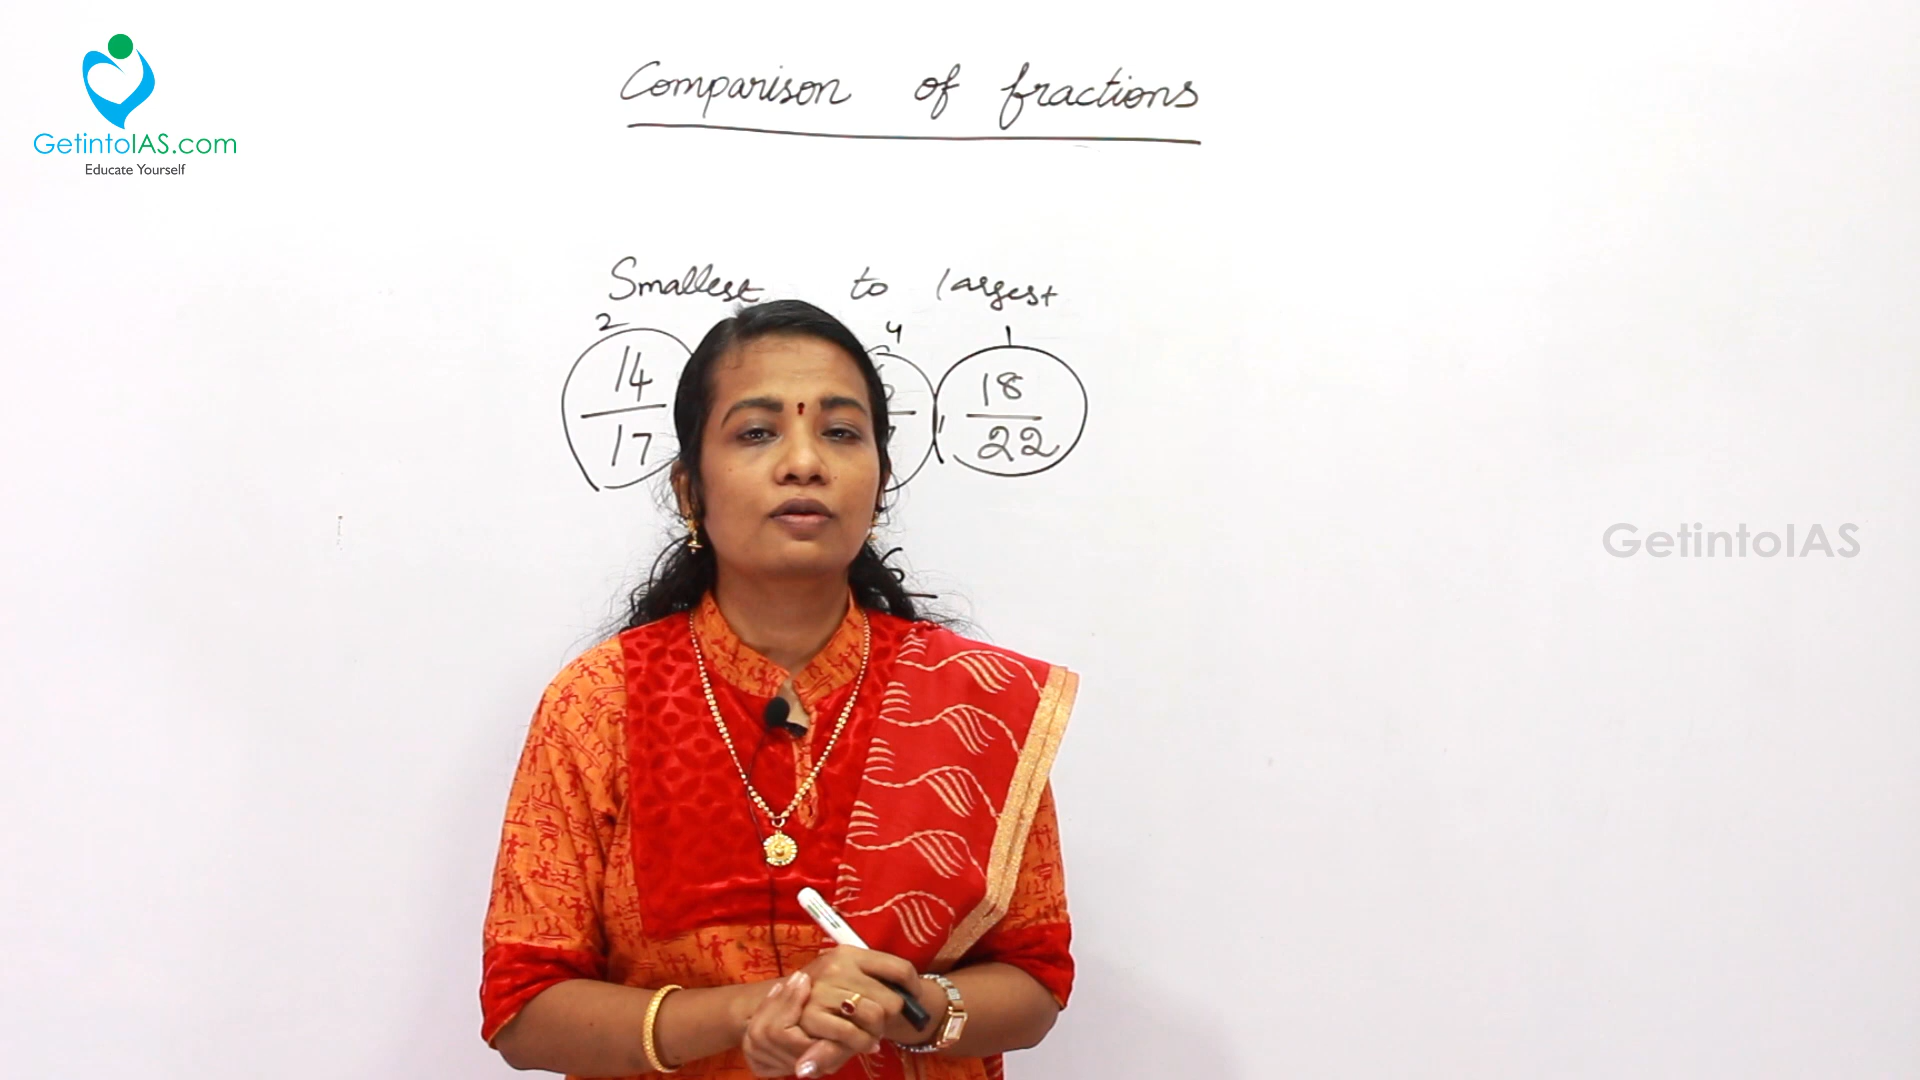 GetintoIAS.com
Educate Yourself
Comparison of fractions
Smallest to largest
2 4 1
14 18
17 22
GetintoIAS